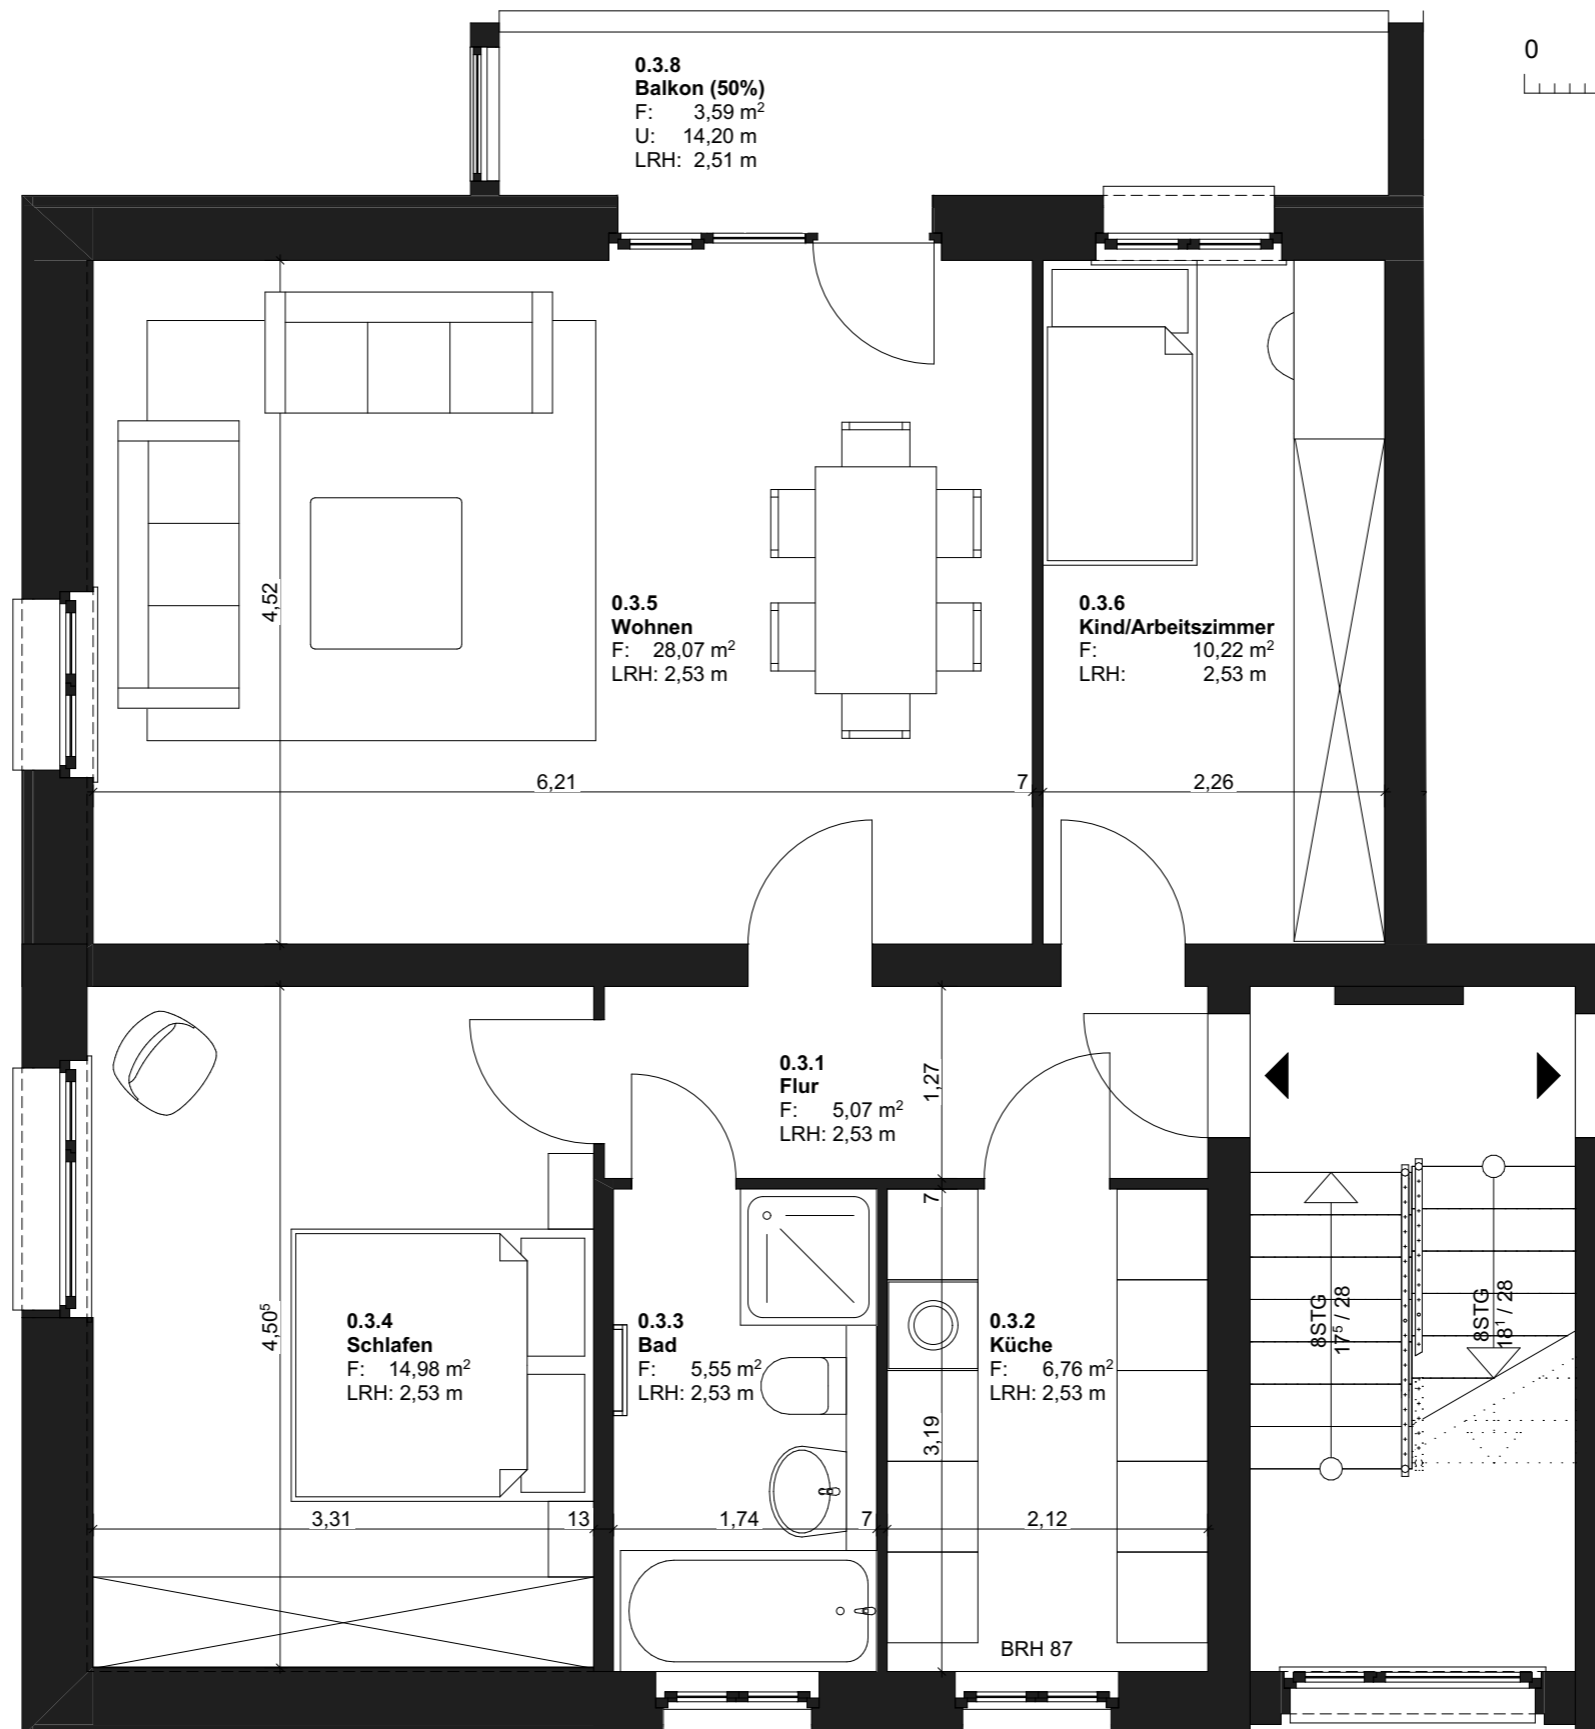 0
0.3.8
Balkon (50%)
F: 3,59 m²
U: 14,20 m
LRH: 2,51 m
4,52
0.3.5
Wohnen
F: 28,07 m²
LRH: 2,53 m
0.3.6
Kind/Arbeitszimmer
F: 10,22 m²
LRH: 2,53 m
6,21
7
2,26
0.3.1
Flur
F: 5,07 m²
LRH: 2,53 m
1,27
7
4,50⁵
0.3.4
Schlafen
F: 14,98 m²
LRH: 2,53 m
0.3.3
Bad
F: 5,55 m²
LRH: 2,53 m
0.3.2
Küche
F: 6,76 m²
LRH: 2,53 m
3,19
8STG
17⁵ / 28
8STG
18¹ / 28
3,31
13
1,74
7
2,12
BRH 87